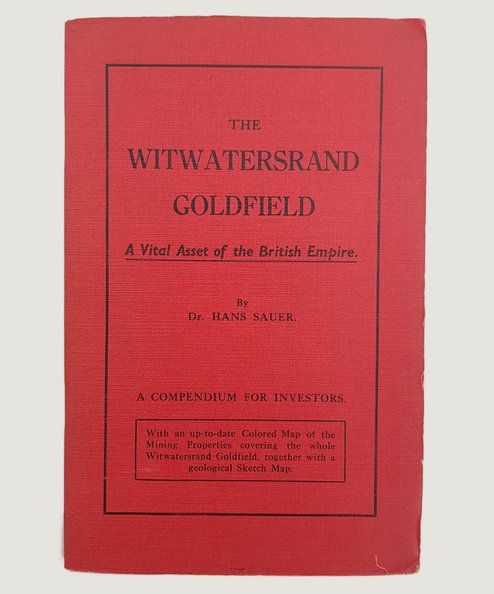 THE
WITWATERSRAND
GOLDFIELD
A Vital Asset of the British Empire.
By
Dr. HANS SAUER.
A COMPENDIUM FOR INVESTORS.
With an up-to-date Colored Map of the
Mining Properties covering the whole
Witwatersrand Goldfield, together with a
geological Sketch Map.